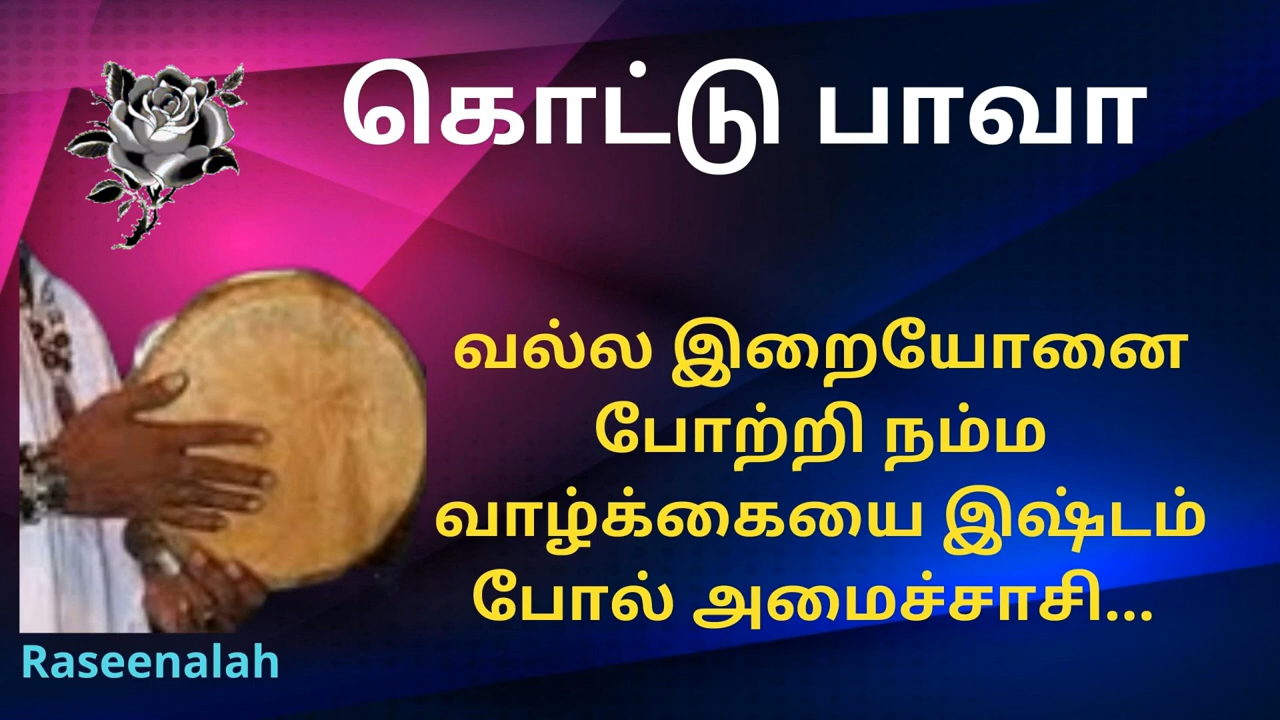 கொட்டு பாவா
வல்ல இறையோனை
போற்றி நம்ம
வாழ்க்கையை இஷ்டம்
போல் அமைச்சாசி...
Raseenalah